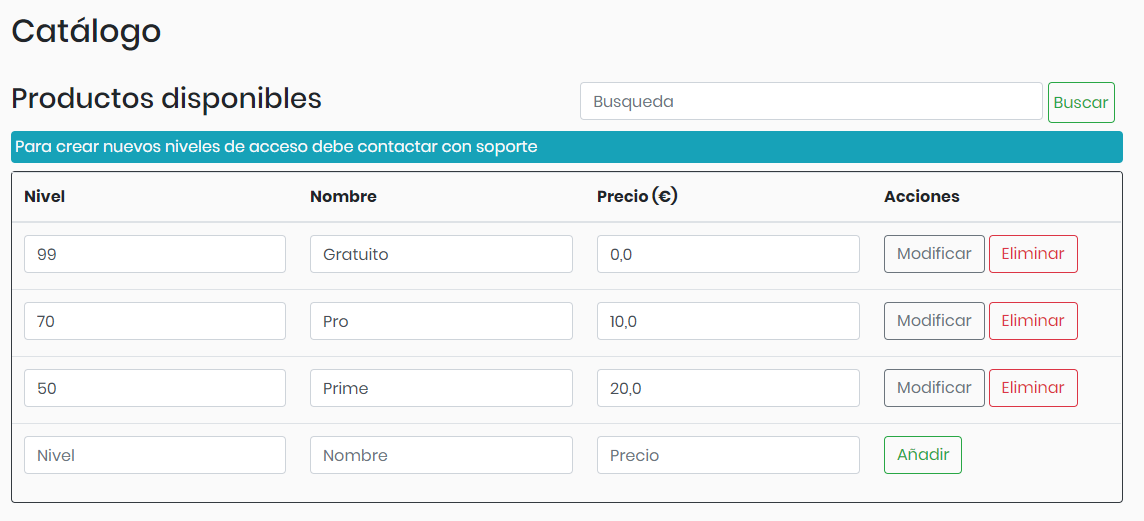 Catálogo
Productos disponibles Busqueda Buscar
Para crear nuevos niveles de acceso debe contactar con soporte
Nivel Nombre Precio (€) Acciones
99 Gratuito 0,0 Modificar Eliminar
70 Pro 10,0 Modificar Eliminar
50 Prime 20,0 Modificar Eliminar
Nivel Nombre Precio Añadir